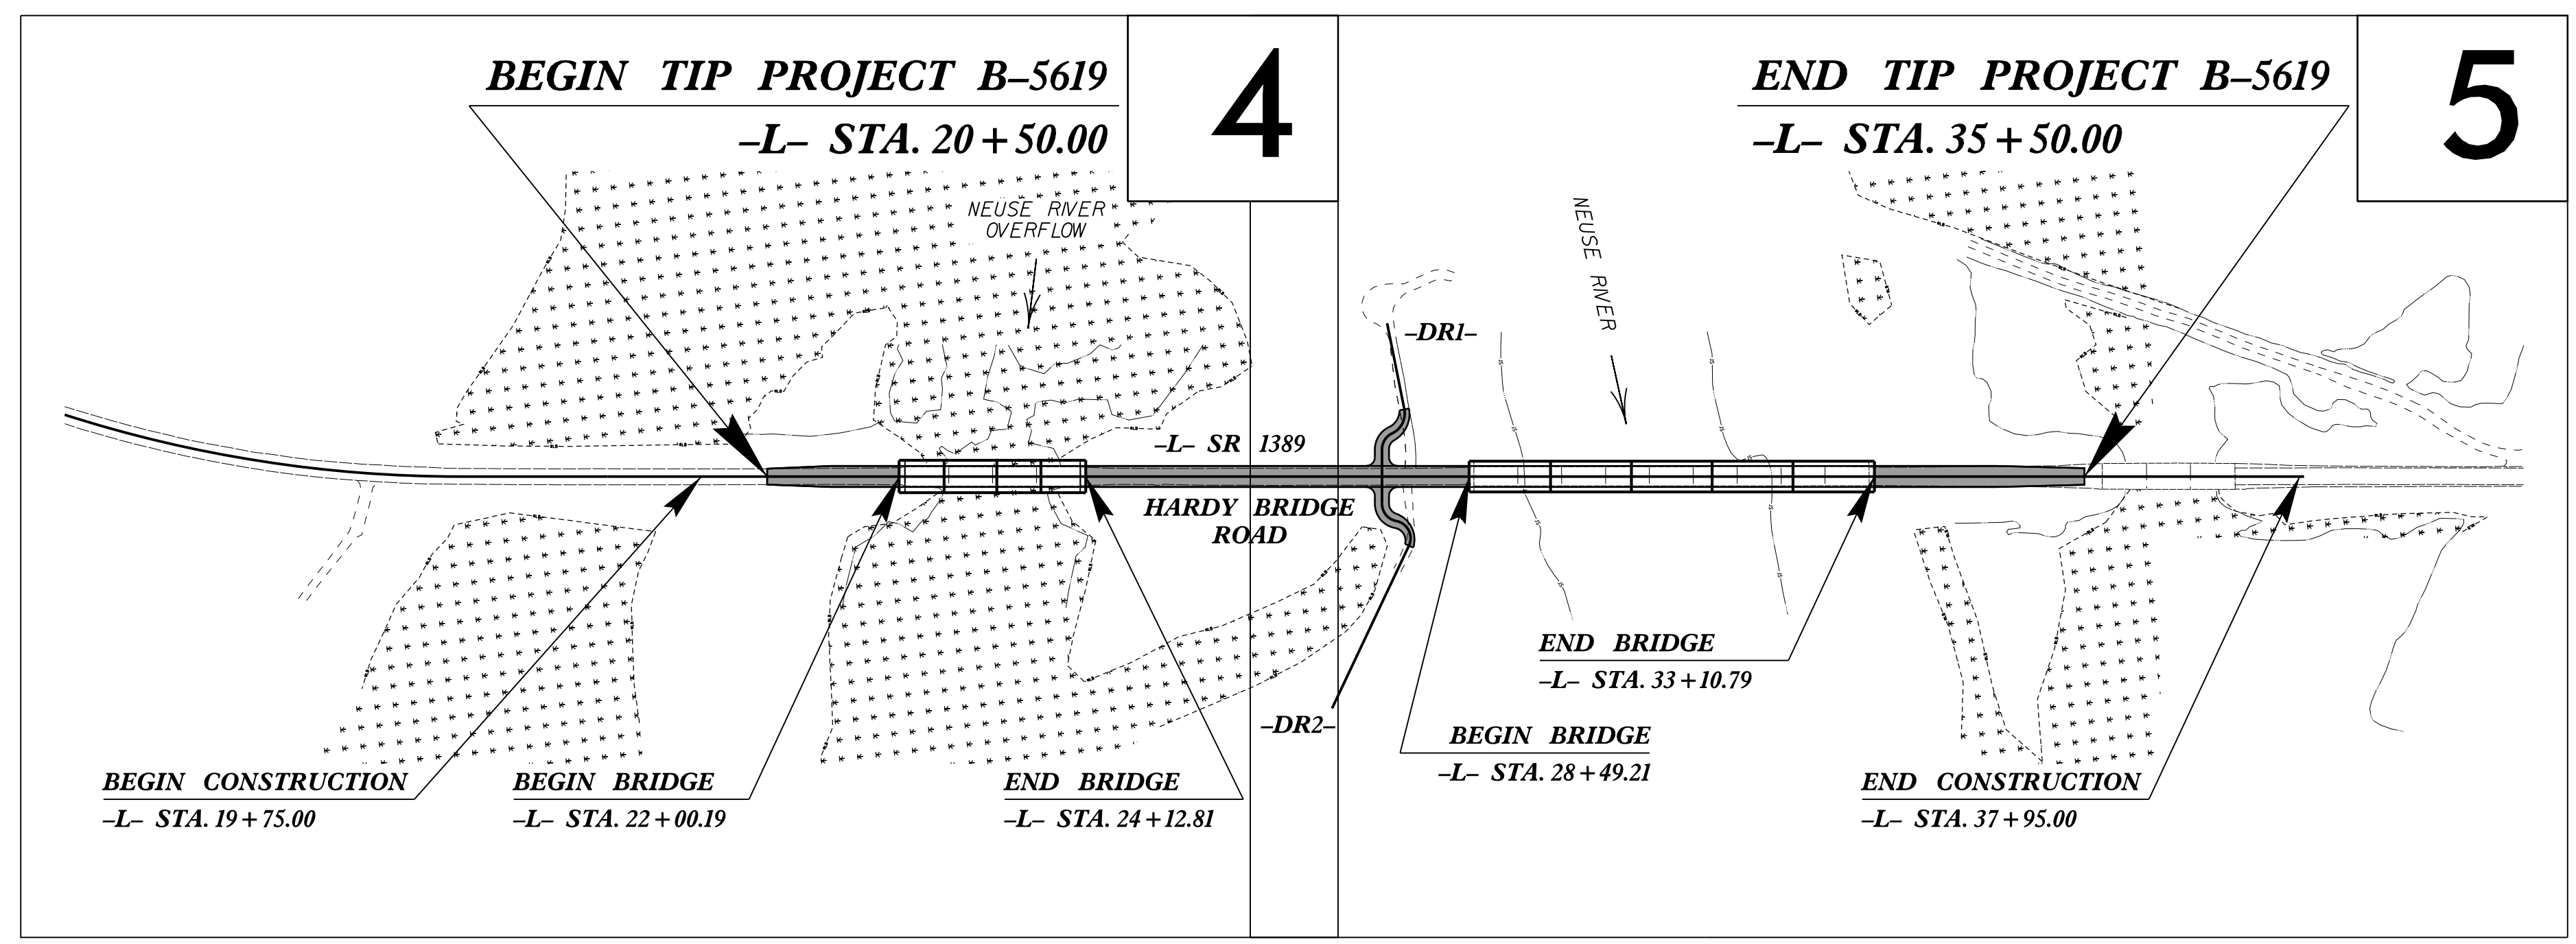 BEGIN TIP PROJECT B–5619
–L– STA. 20+50.00
4
END TIP PROJECT B–5619
–L– STA. 35+50.00
5
NEUSE RIVER
OVERFLOW
NEUSE RIVER
–DR1–
–L– SR 1389
HARDY BRIDGE
ROAD
–DR2–
END BRIDGE
–L– STA. 33+10.79
BEGIN BRIDGE
–L– STA. 28+49.21
BEGIN CONSTRUCTION
–L– STA. 19+75.00
BEGIN BRIDGE
–L– STA. 22+00.19
END BRIDGE
–L– STA. 24+12.81
END CONSTRUCTION
–L– STA. 37+95.00